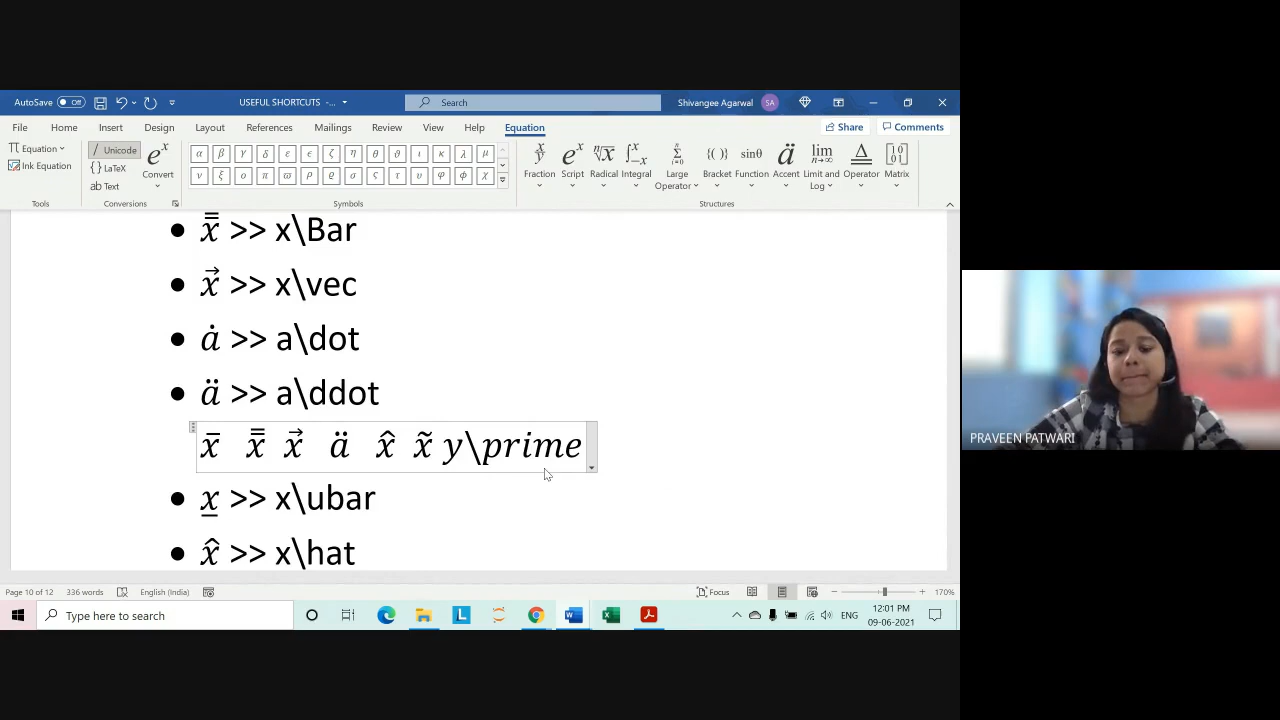 AutoSave Off USEFUL SHORTCUTS -... Search Shivangee Agarwal SA
File Home Insert Design Layout References Mailings Review View Help Equation Share Comments
π Equation Unicode α β γ δ ε ϵ ζ η θ ϑ ι κ λ μ
Ink Equation LaTeX Convert ν ξ ο π ϖ ρ ϱ σ ς τ υ φ ϕ χ
Text
Fraction Script Radical Integral Large Operator Bracket Function Accent Limit and Log Operator Matrix
Tools Conversions Symbols Structures
• x̿ >> x\Bar
• x⃗ >> x\vec
• ȧ >> a\dot
• ä >> a\ddot
x̄ x̿ x⃗ ä x̂ x̃ y\prime
• x̲ >> x\ubar
• x̂ >> x\hat
PRAVEEN PATWARI
Page 10 of 12 336 words English (India) Focus 170%
Type here to search ENG 12:01 PM
09-06-2021